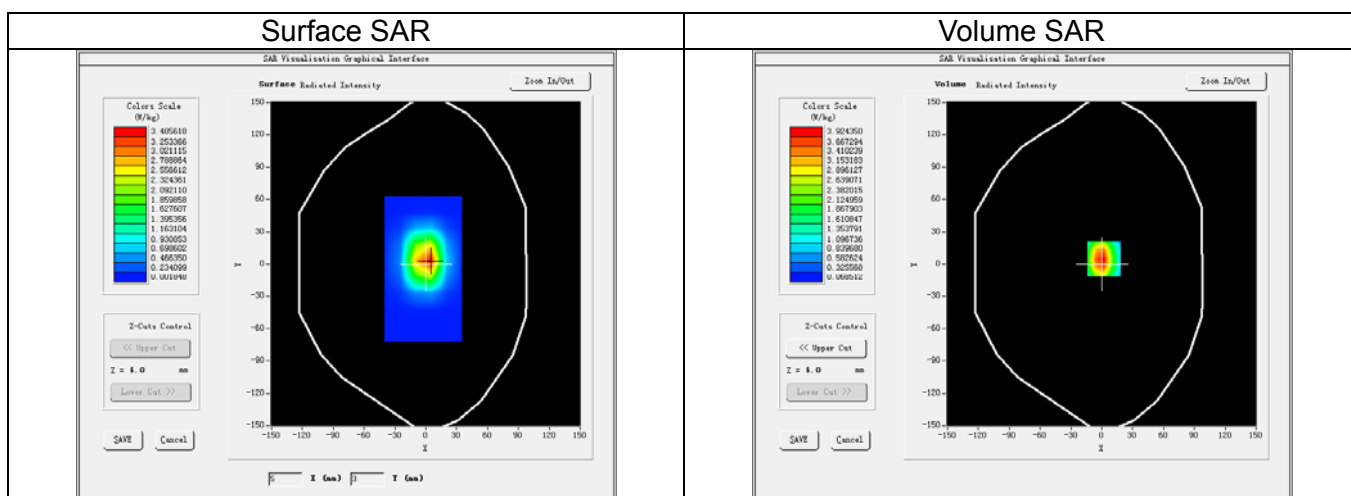 Surface SAR
SAR Visualisation Graphical Interface
Surface Radiated Intensity
Zoom In/Out
Colors Scale
(W/kg)
3.485618
3.253366
3.021115
2.788864
2.556612
2.324361
2.092110
1.859858
1.627607
1.395356
1.163104
0.930853
0.698602
0.466350
0.234099
0.001848
150
120
90
60
30
0
-30
-60
-90
-120
-150
Y
-150 -120 -90 -60 -30 0 30 60 90 120 150
X
Z-Cuts Control
<< Upper Cut
Z = 4.0 mm
Lower Cut >>
SAVE Cancel
5 X (mm) 3 Y (mm)
Volume SAR
SAR Visualisation Graphical Interface
Volume Radiated Intensity
Zoom In/Out
Colors Scale
(W/kg)
3.924350
3.667294
3.410239
3.153183
2.896127
2.639071
2.382015
2.124959
1.867903
1.610847
1.353791
1.096736
0.839680
0.582624
0.325568
0.068512
150
120
90
60
30
0
-30
-60
-90
-120
-150
Y
-150 -120 -90 -60 -30 0 30 60 90 120 150
X
Z-Cuts Control
<< Upper Cut
Z = 4.0 mm
Lower Cut >>
SAVE Cancel